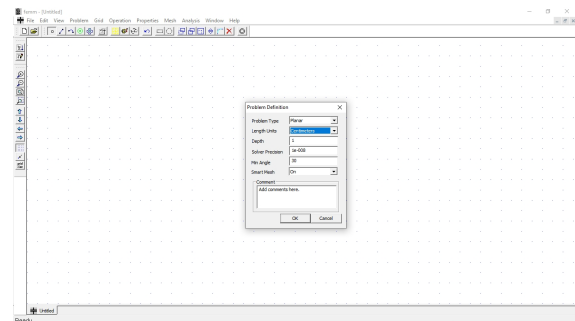 femm - [Untitled]
File Edit View Problem Grid Operation Properties Mesh Analysis Window Help
Problem Definition
Problem Type Planar
Length Units Centimeters
Depth 1
Solver Precision 1e-008
Min Angle 30
Smart Mesh On
Comment
Add comments here.
OK Cancel
Untitled
Ready